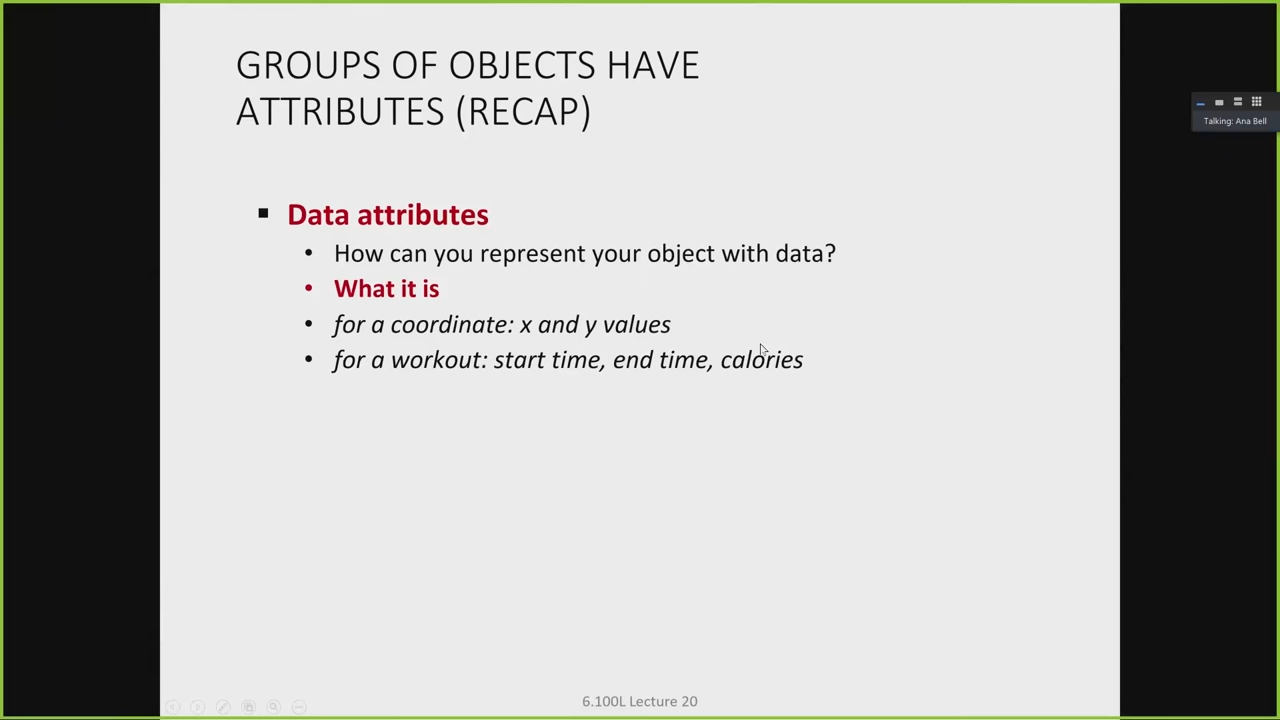 GROUPS OF OBJECTS HAVE
ATTRIBUTES (RECAP)
Talking: Ana Bell
▪ Data attributes
• How can you represent your object with data?
• What it is
• for a coordinate: x and y values
• for a workout: start time, end time, calories
6.100L Lecture 20